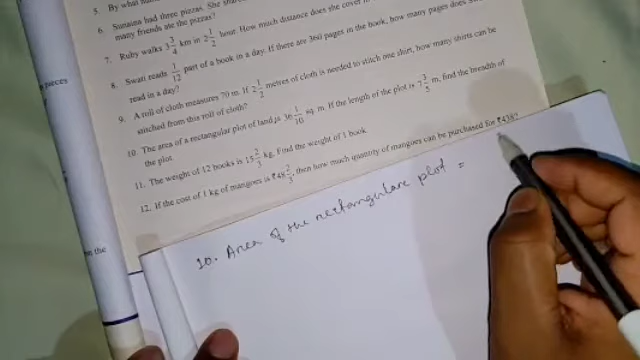 5. By what
6. Sunaina had three pizzas. She shared
many friends ate the pizzas?
7. Ruby walks 3 3/4 km in 2 1/2 hour. How much distance does she cover in
8. Swati reads 1/12 part of a book in a day. If there are 360 pages in the book, how many pages does
read in a day?
9. A roll of cloth measures 70 m. If 2 1/2 metres of cloth is needed to stitch one shirt, how many shirts can be
stitched from this roll of cloth?
10. The area of a rectangular plot of land is 36 1/10 sq m. If the length of the plot is 7 3/5 m, find the breadth of
the plot
11. The weight of 12 books is 15 2/3 kg. Find the weight of 1 book
12. If the cost of 1 kg of mangoes is ₹48 2/3, then how much quantity of mangoes can be purchased for ₹438?
pieces
on the
10. Area of the rectangulare plot =